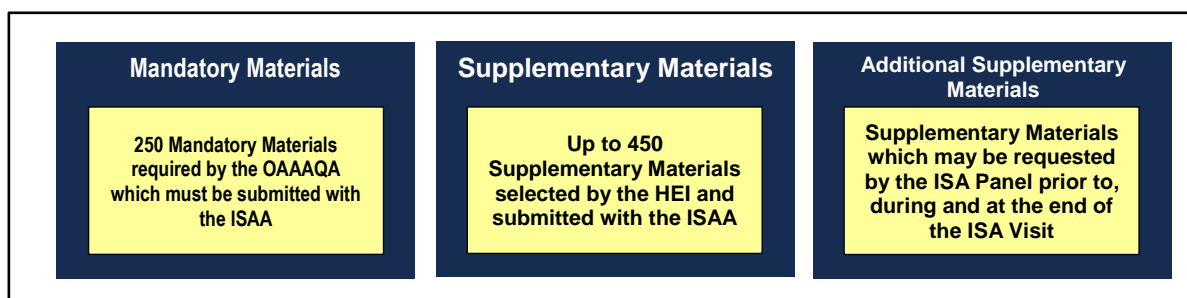 Mandatory Materials
250 Mandatory Materials
required by the OAAAQA
which must be submitted with
the ISAA
Supplementary Materials
Up to 450
Supplementary Materials
selected by the HEI and
submitted with the ISAA
Additional Supplementary
Materials
Supplementary Materials
which may be requested
by the ISA Panel prior to,
during and at the end of
the ISA Visit